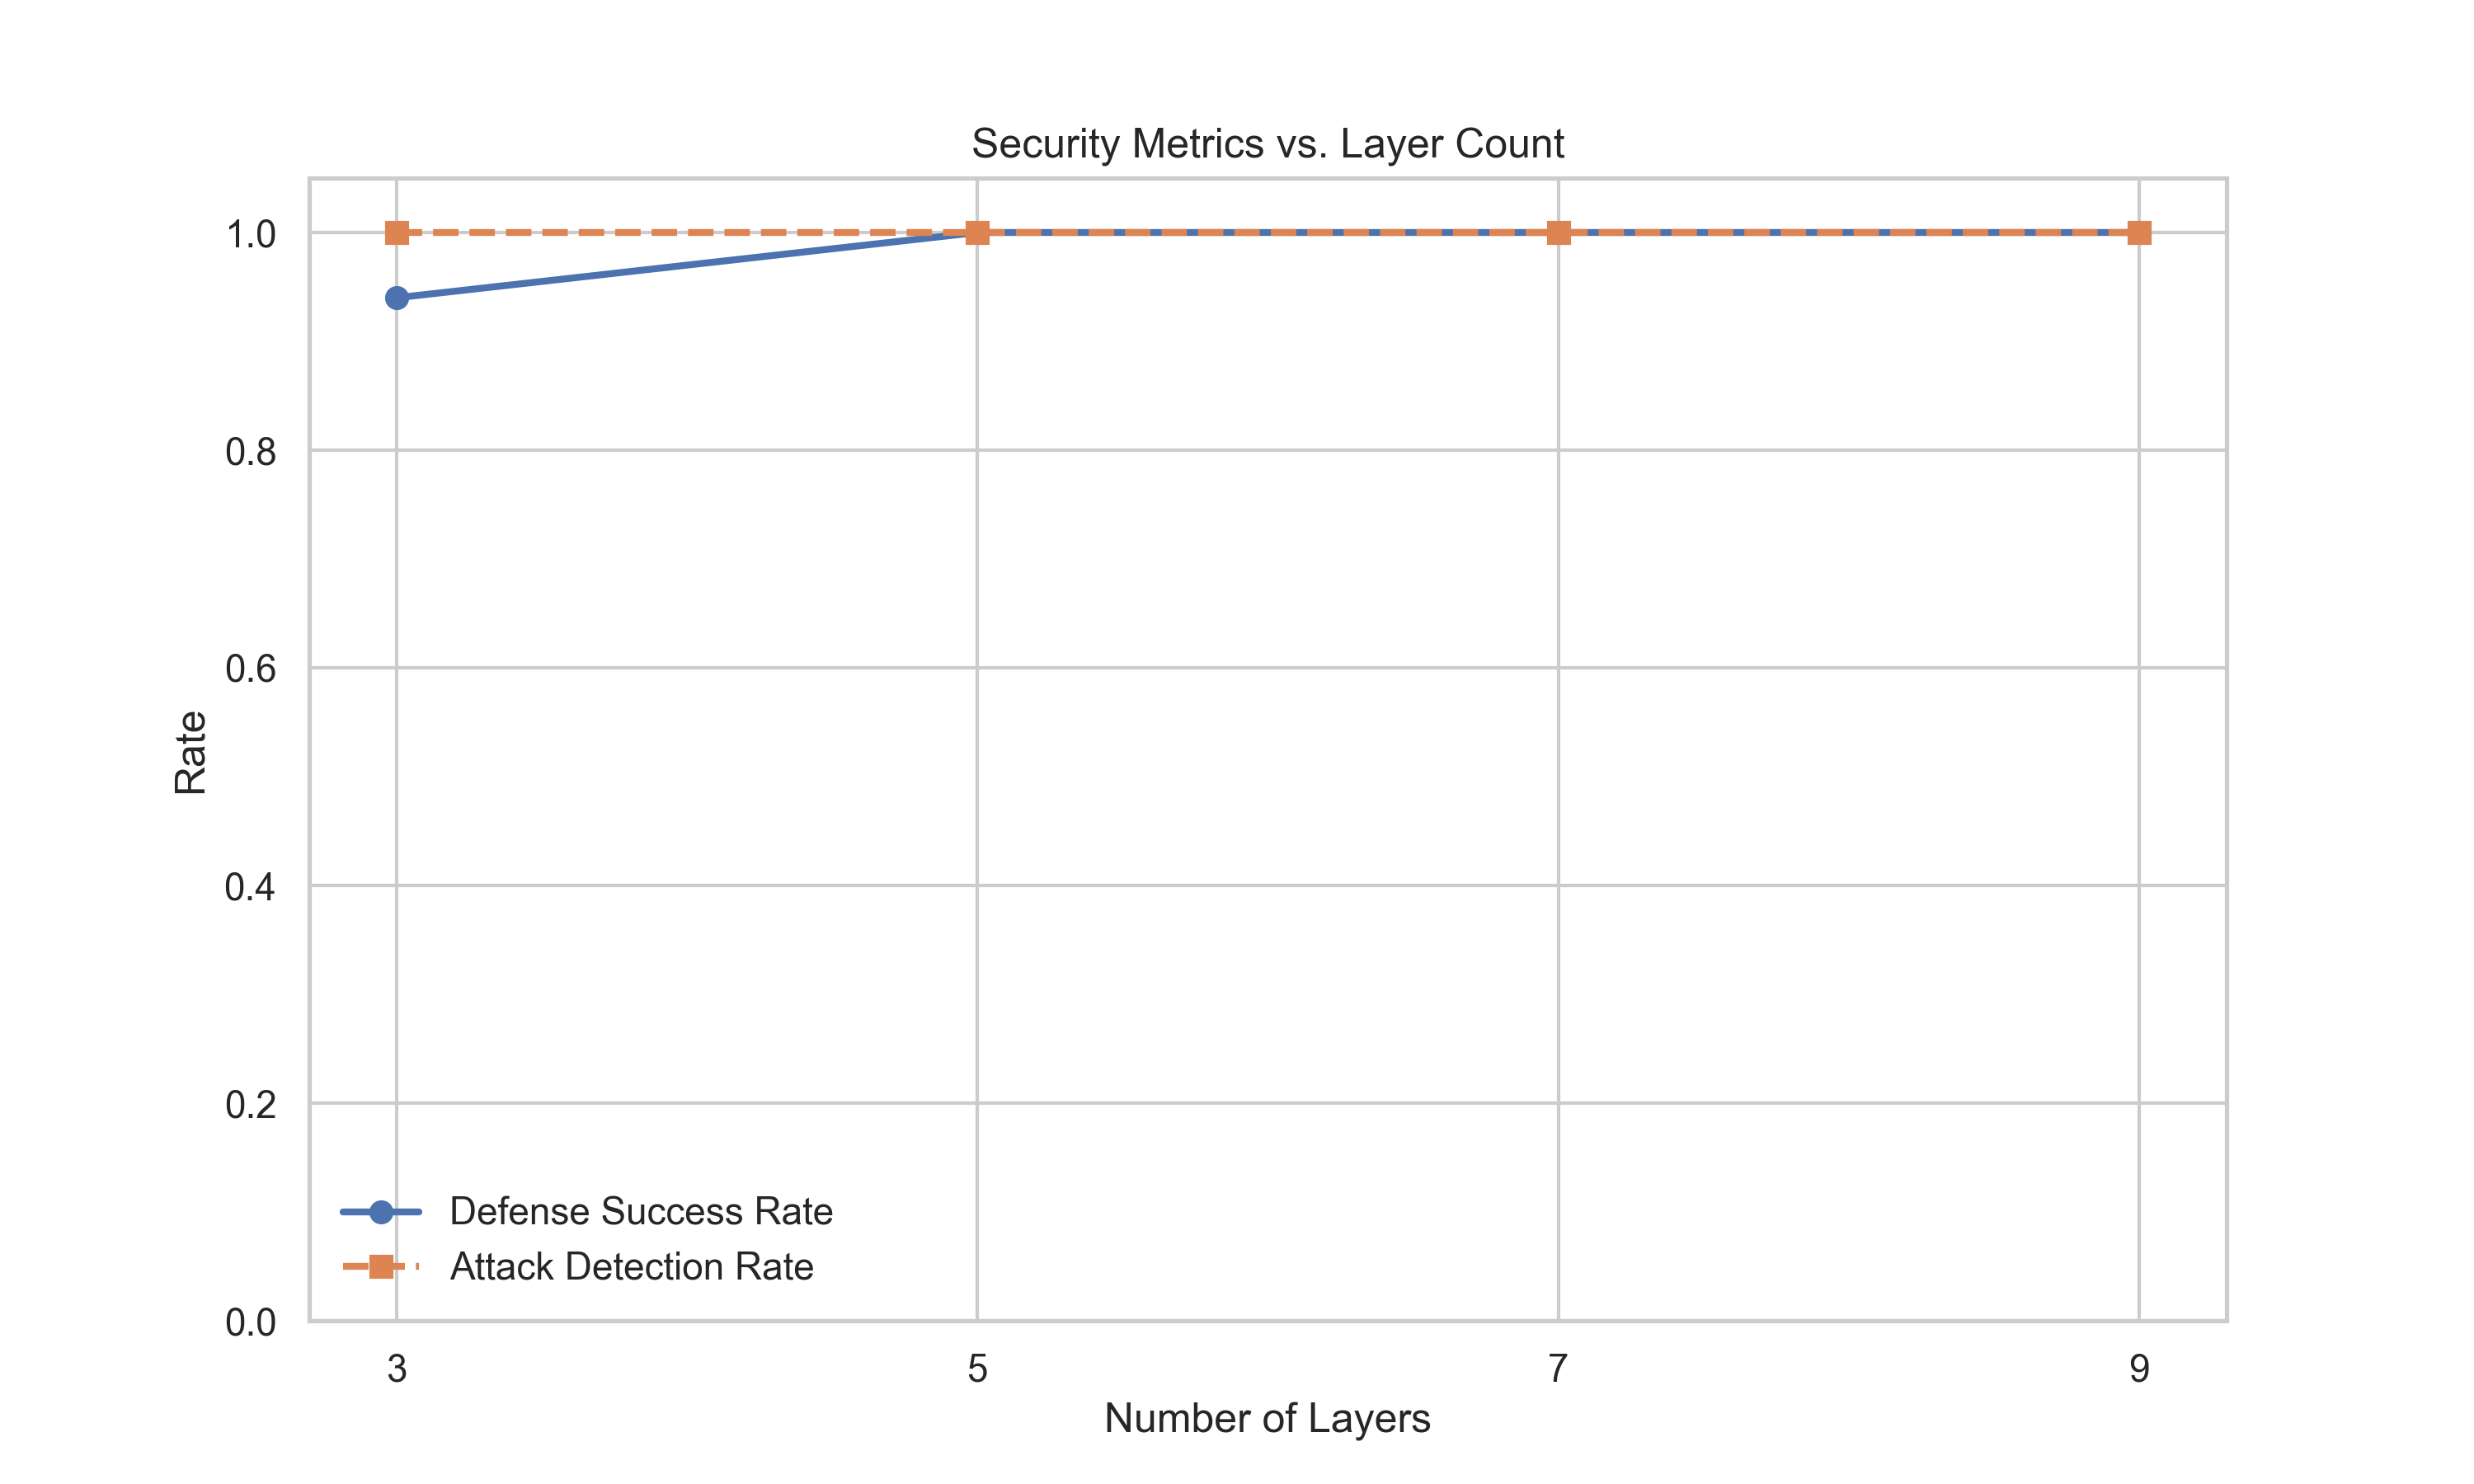 Security Metrics vs. Layer Count
1.0
0.8
0.6
0.4
0.2
0.0
Rate
Defense Success Rate
Attack Detection Rate
3 5 7 9
Number of Layers